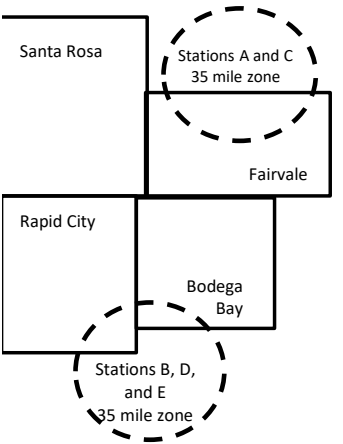 Santa Rosa
Stations A and C
35 mile zone
Fairvale
Rapid City
Bodega
Bay
Stations B, D,
and E
35 mile zone